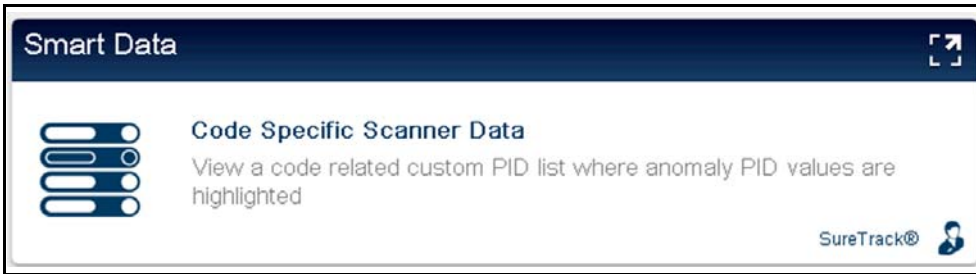 Smart Data
Code Specific Scanner Data
View a code related custom PID list where anomaly PID values are
highlighted
SureTrack®